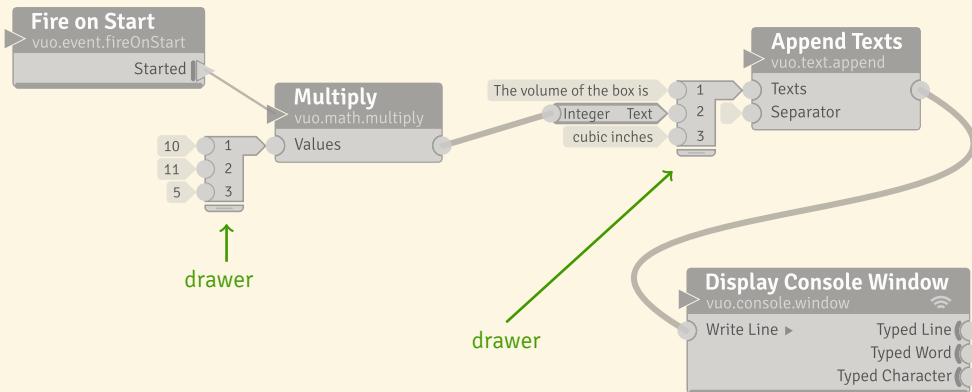 Fire on Start
vuo.event.fireOnStart
Started
Multiply
vuo.math.multiply
Values
10
1
11
2
5
3
drawer
Append Texts
vuo.text.append
The volume of the box is
1
Texts
Integer
Text
2
Separator
cubic inches
3
drawer
Display Console Window
vuo.console.window
Write Line
Typed Line
Typed Word
Typed Character